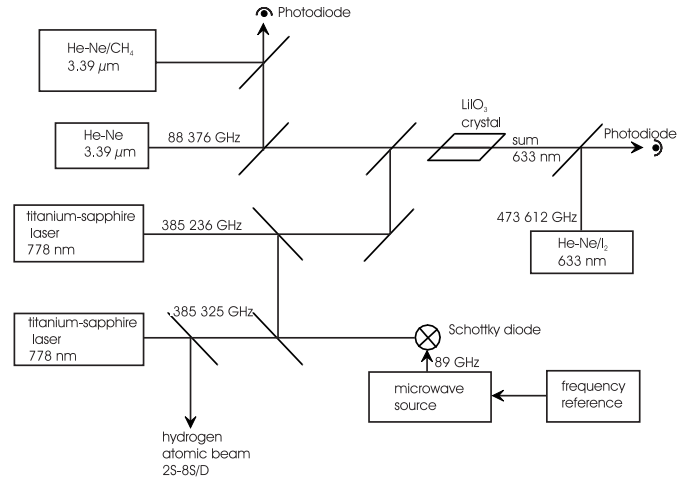 Photodiode
He-Ne/CH₄
3.39 µm
He-Ne
3.39 µm
88 376 GHz
LiIO₃
crystal
sum
633 nm
Photodiode
titanium-sapphire
laser
778 nm
385 236 GHz
473 612 GHz
He-Ne/I₂
633 nm
titanium-sapphire
laser
778 nm
385 325 GHz
Schottky diode
89 GHz
microwave
source
frequency
reference
hydrogen
atomic beam
2S-8S/D